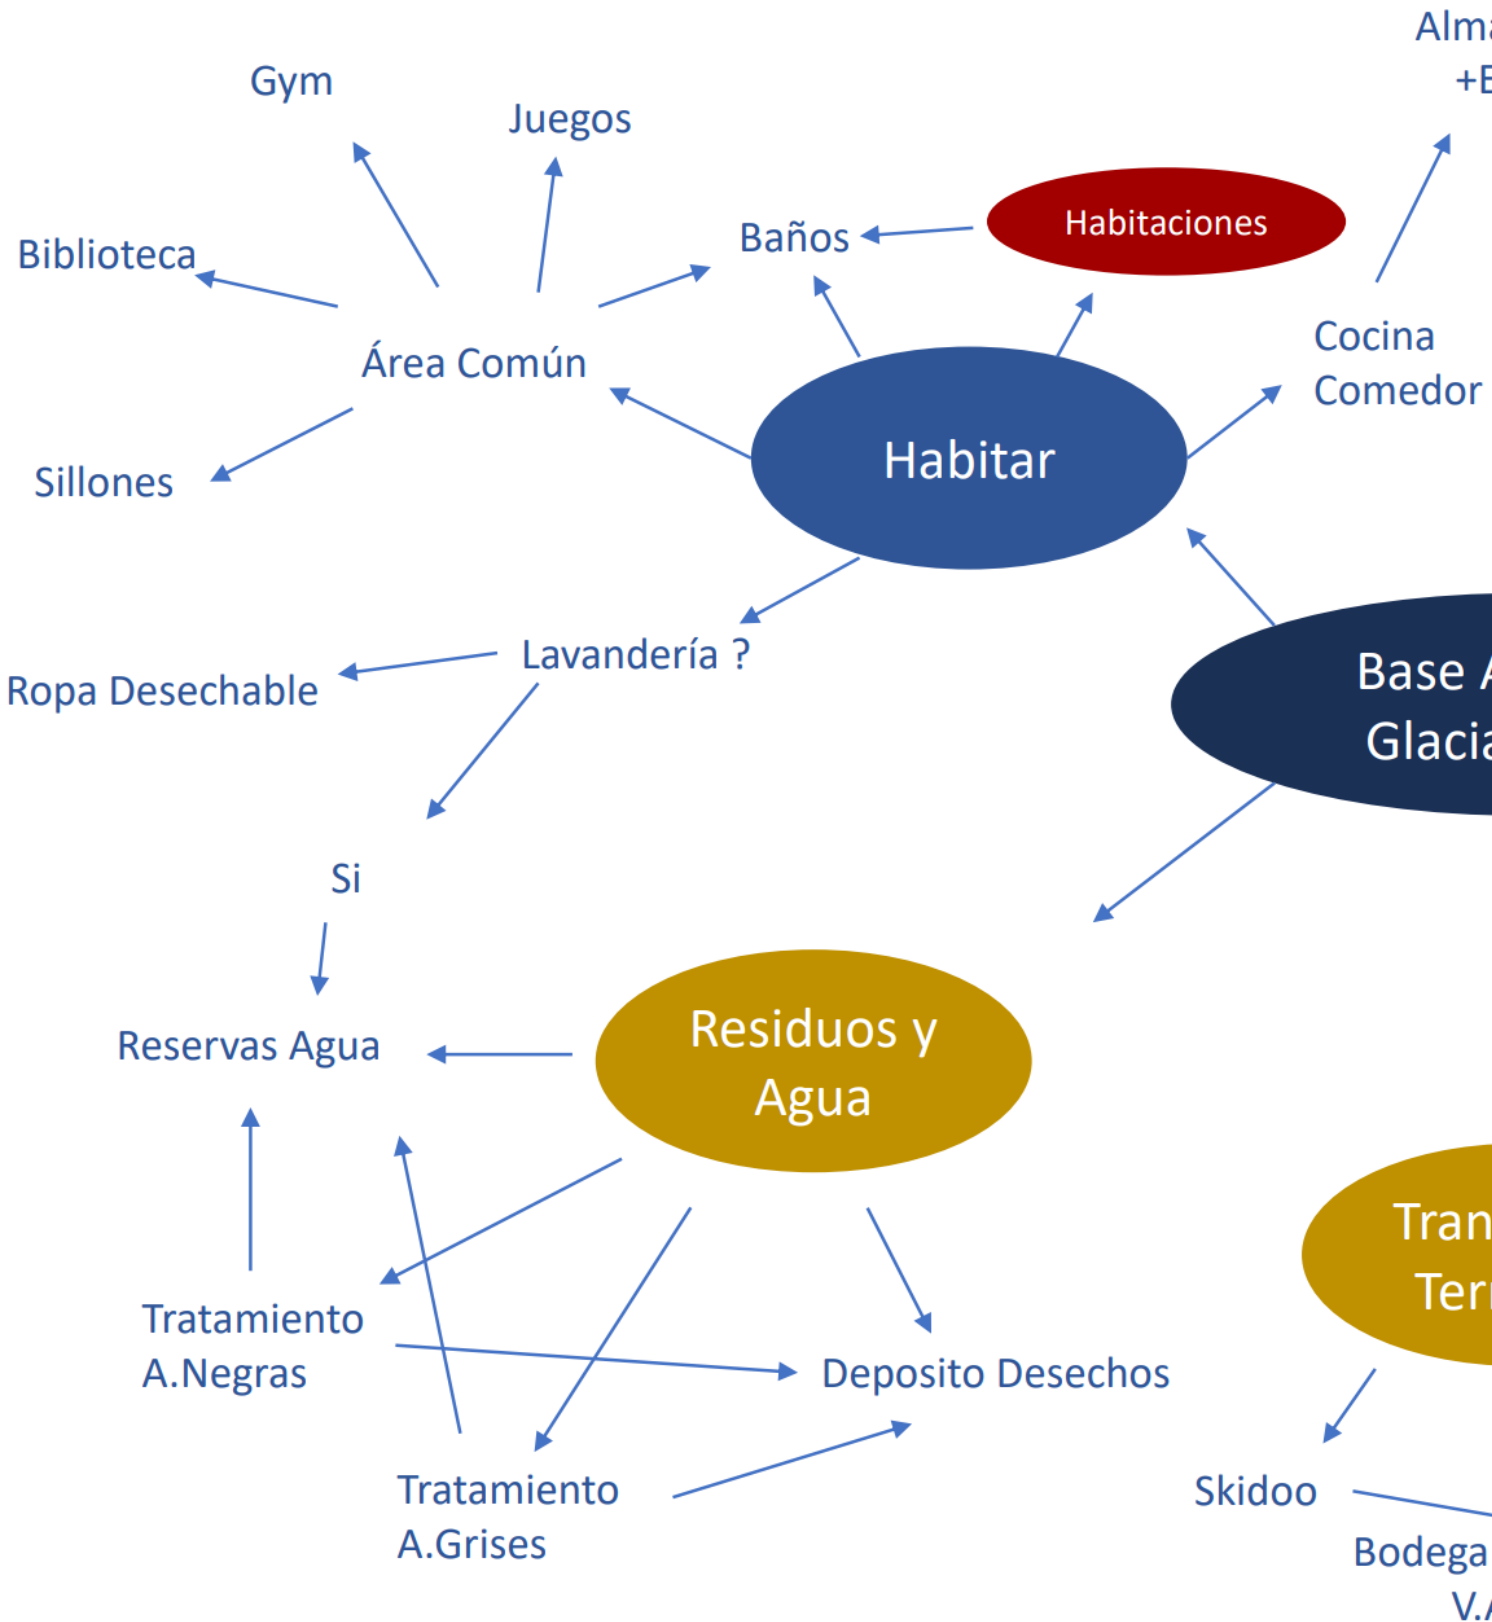 Gym
Juegos
Biblioteca
Baños
Habitaciones
Área Común
Cocina
Comedor
Habitar
Sillones
Lavandería ?
Ropa Desechable
Base
Si
Residuos y
Agua
Reservas Agua
Tratamiento
A.Negras
Deposito Desechos
Tratamiento
A.Grises
Skidoo
Bodega